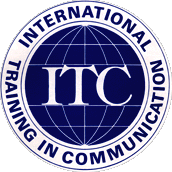 INTERNATIONAL
ITC
TRAINING IN COMMUNICATION